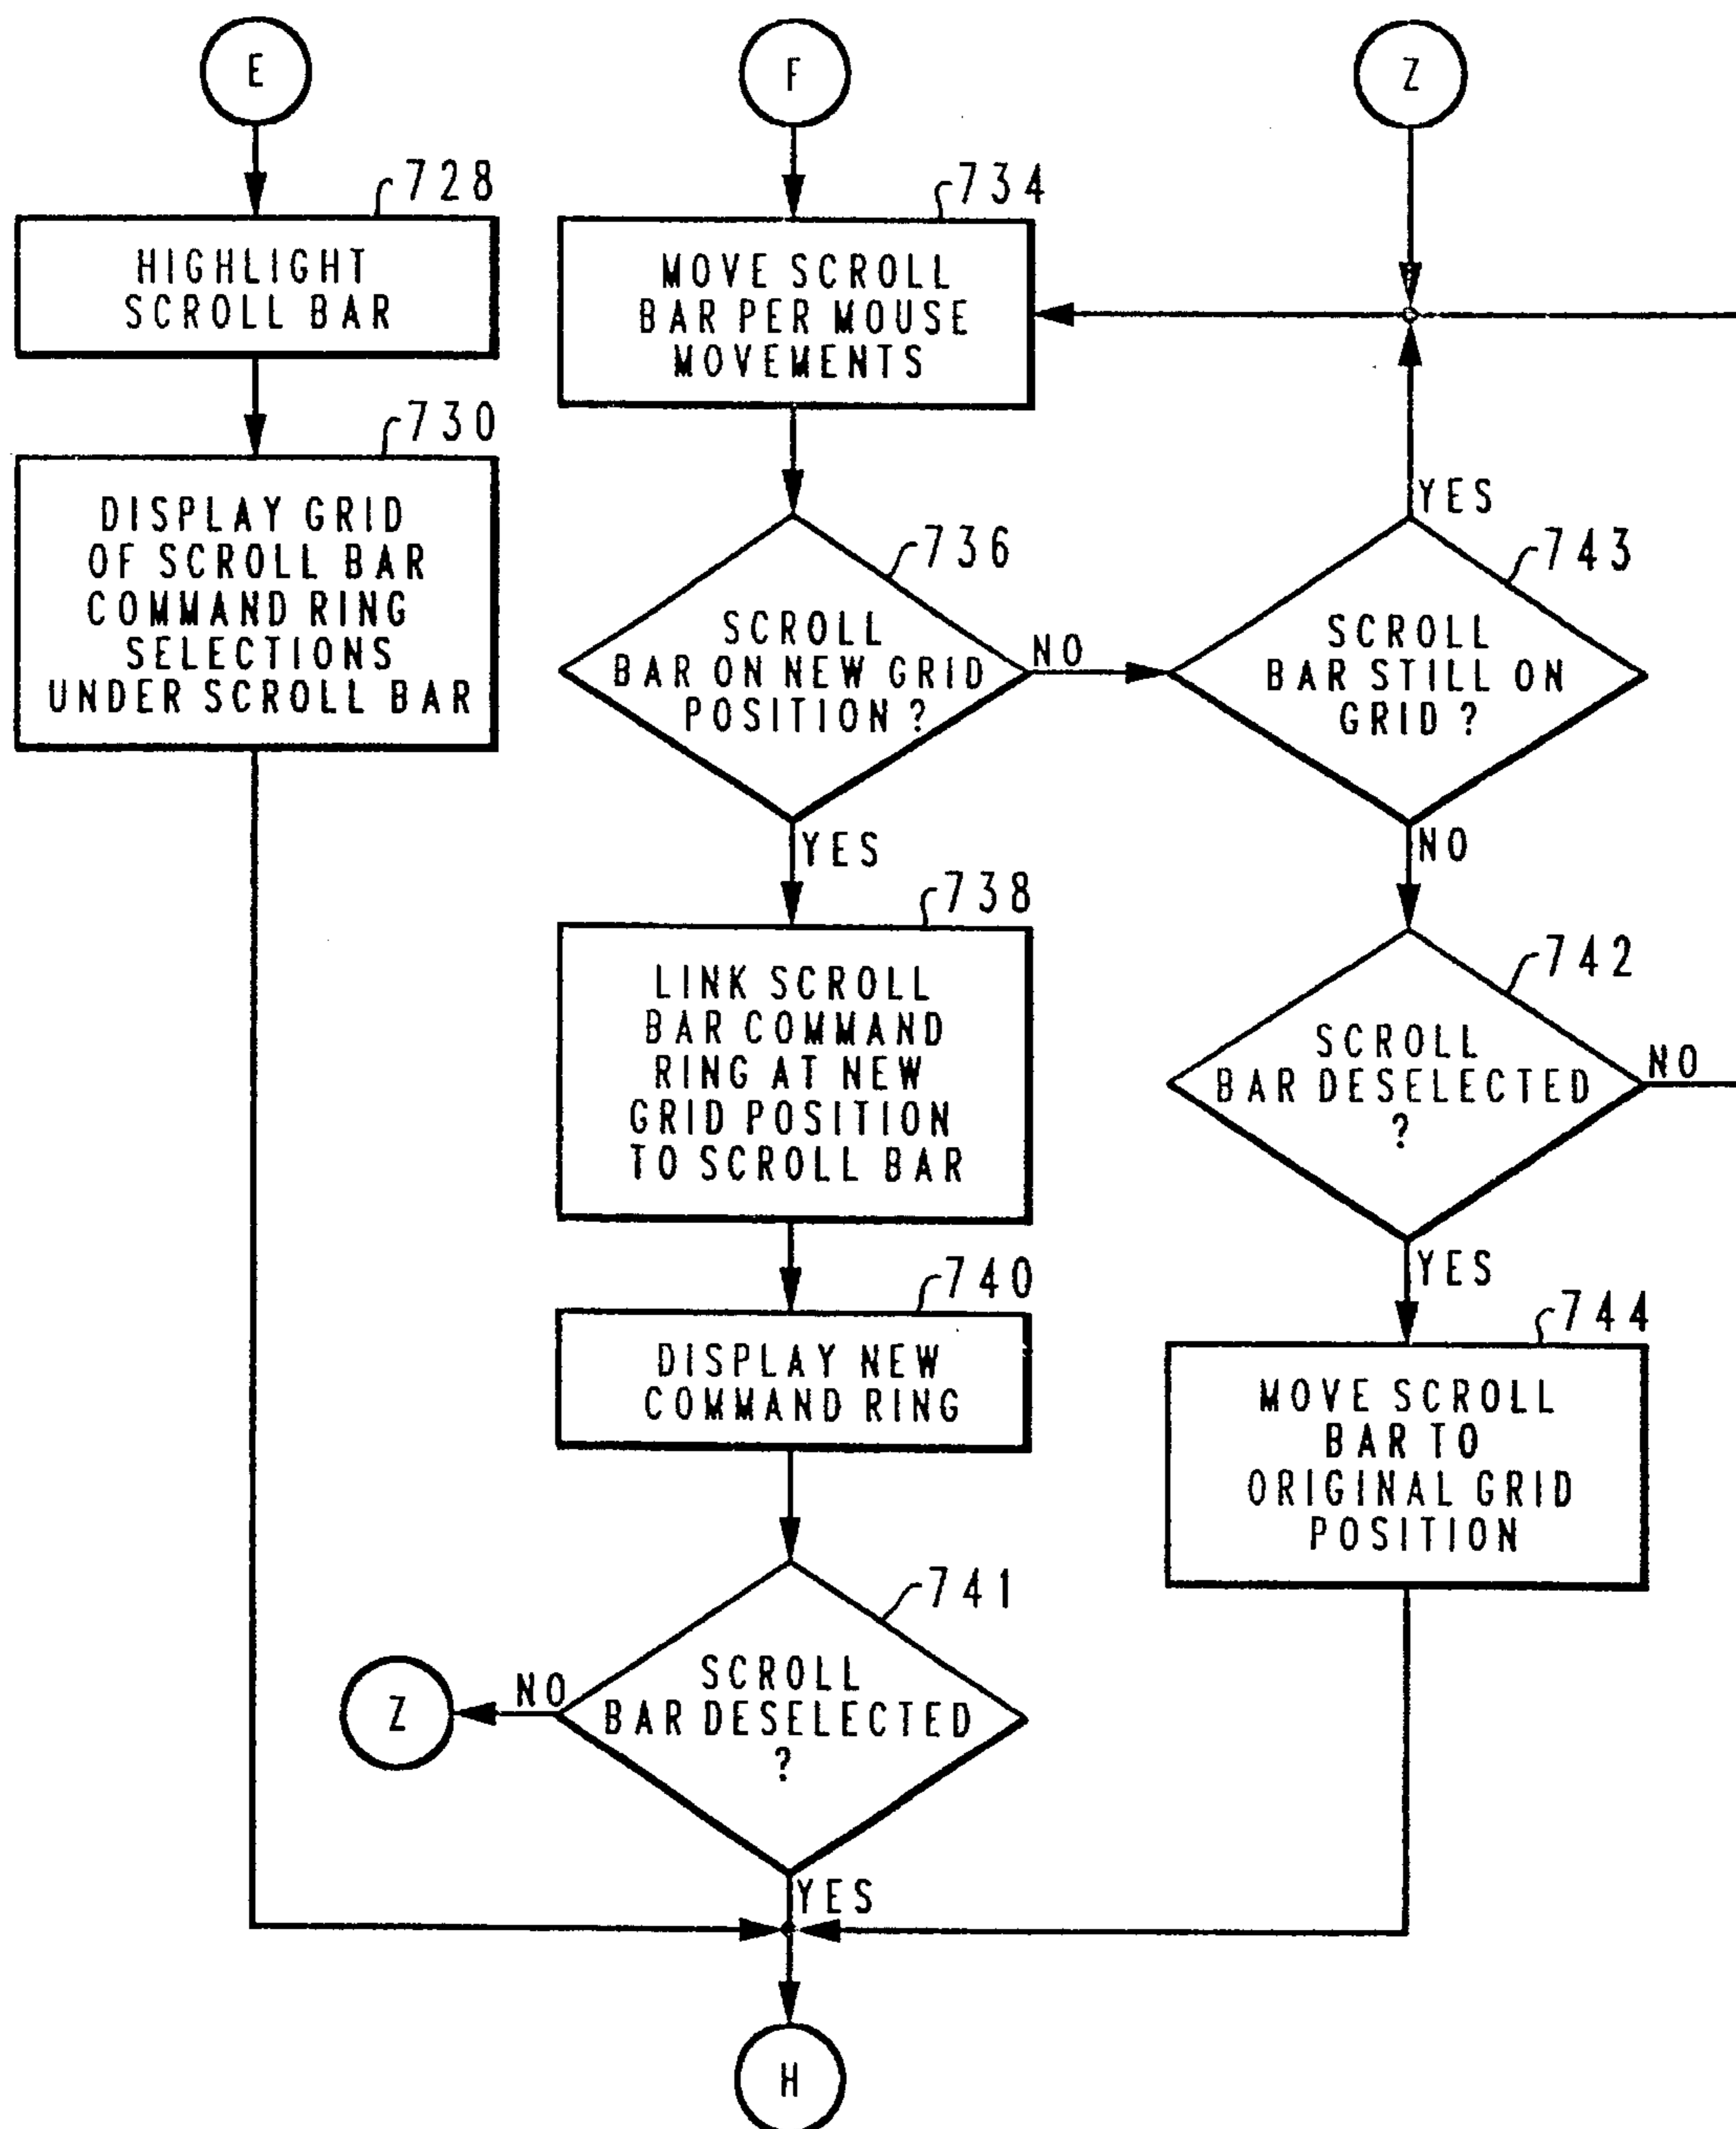 E
728
HIGHLIGHT
SCROLL BAR
730
DISPLAY GRID
OF SCROLL BAR
COMMAND RING
SELECTIONS
UNDER SCROLL BAR
F
734
MOVE SCROLL
BAR PER MOUSE
MOVEMENTS
736
SCROLL
BAR ON NEW GRID
POSITION ?
NO
YES
738
LINK SCROLL
BAR COMMAND
RING AT NEW
GRID POSITION
TO SCROLL BAR
740
DISPLAY NEW
COMMAND RING
741
SCROLL
BAR DESELECTED
?
NO
Z
YES
H
Z
YES
743
SCROLL
BAR STILL ON
GRID ?
NO
742
SCROLL
BAR DESELECTED
?
NO
YES
744
MOVE SCROLL
BAR TO
ORIGINAL GRID
POSITION